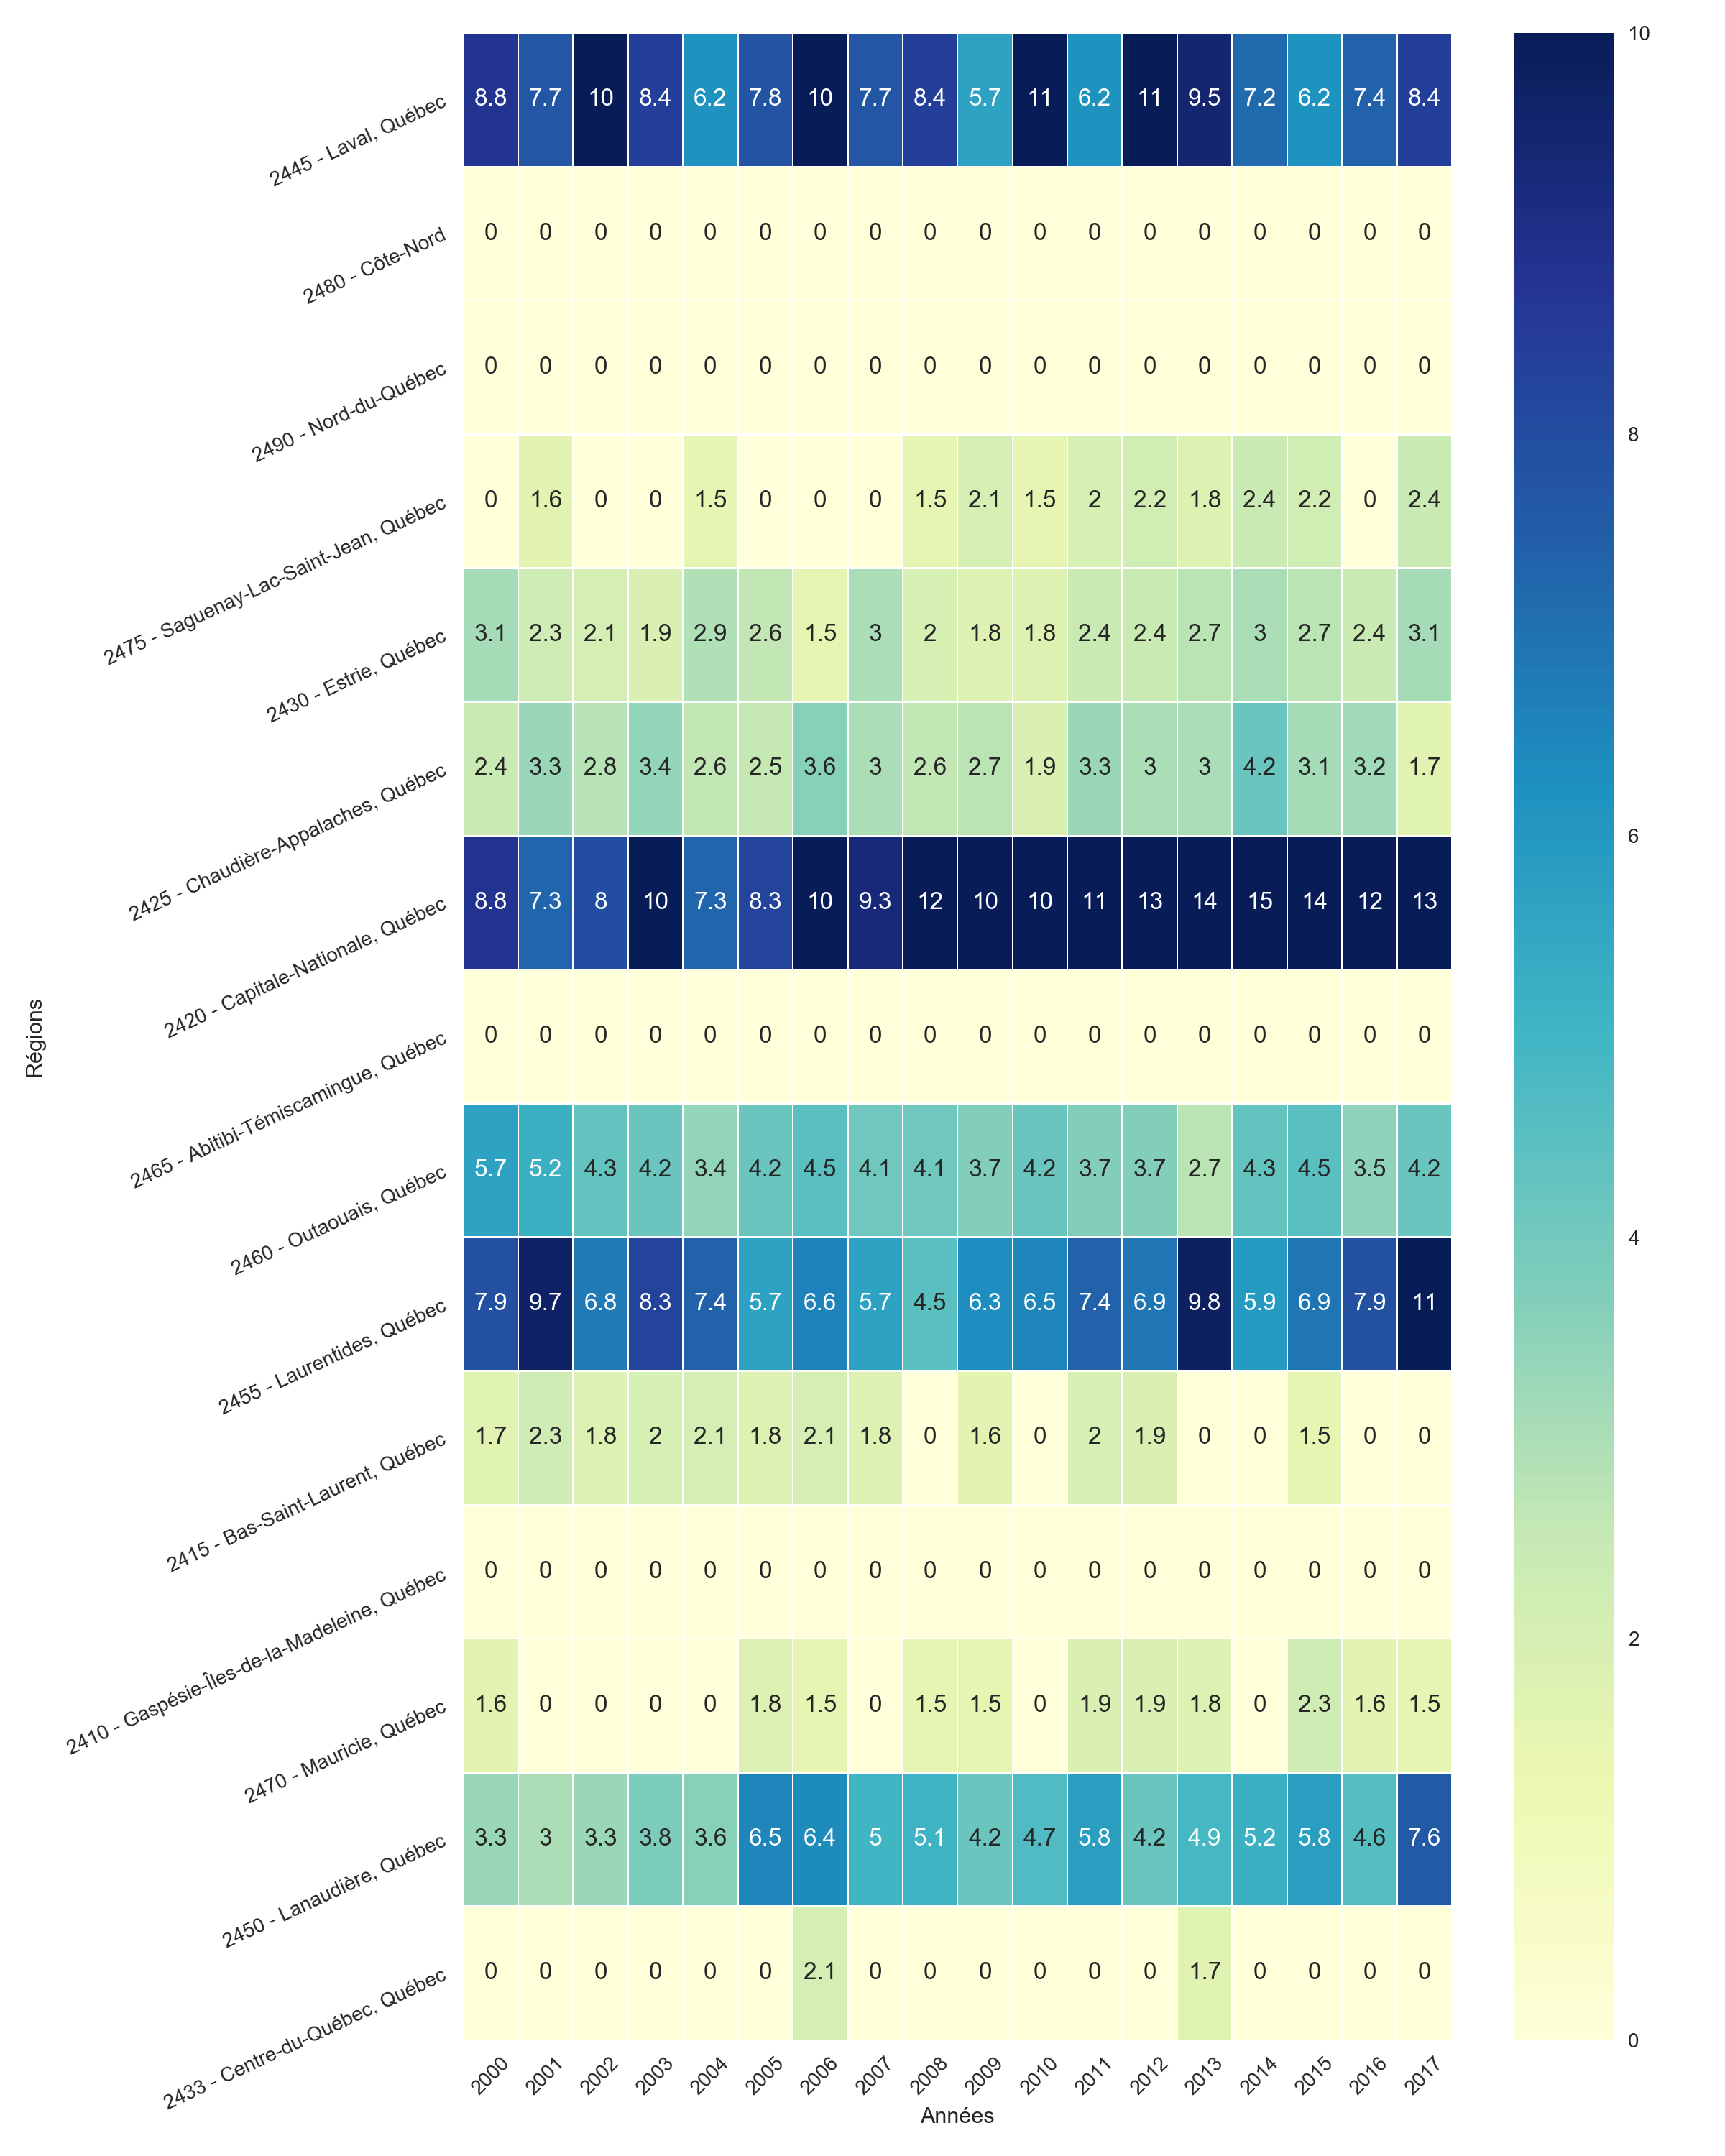 2445 - Laval, Québec 8.8 7.7 10 8.4 6.2 7.8 10 7.7 8.4 5.7 11 6.2 11 9.5 7.2 6.2 7.4 8.4
2480 - Côte-Nord 0 0 0 0 0 0 0 0 0 0 0 0 0 0 0 0 0 0
2490 - Nord-du-Québec 0 0 0 0 0 0 0 0 0 0 0 0 0 0 0 0 0 0
2475 - Saguenay-Lac-Saint-Jean, Québec 0 1.6 0 0 1.5 0 0 0 1.5 2.1 1.5 2 2.2 1.8 2.4 2.2 0 2.4
2430 - Estrie, Québec 3.1 2.3 2.1 1.9 2.9 2.6 1.5 3 2 1.8 1.8 2.4 2.4 2.7 3 2.7 2.4 3.1
2425 - Chaudière-Appalaches, Québec 2.4 3.3 2.8 3.4 2.6 2.5 3.6 3 2.6 2.7 1.9 3.3 3 3 4.2 3.1 3.2 1.7
2420 - Capitale-Nationale, Québec 8.8 7.3 8 10 7.3 8.3 10 9.3 12 10 10 11 13 14 15 14 12 13
2465 - Abitibi-Témiscamingue, Québec 0 0 0 0 0 0 0 0 0 0 0 0 0 0 0 0 0 0
2460 - Outaouais, Québec 5.7 5.2 4.3 4.2 3.4 4.2 4.5 4.1 4.1 3.7 4.2 3.7 3.7 2.7 4.3 4.5 3.5 4.2
2455 - Laurentides, Québec 7.9 9.7 6.8 8.3 7.4 5.7 6.6 5.7 4.5 6.3 6.5 7.4 6.9 9.8 5.9 6.9 7.9 11
2415 - Bas-Saint-Laurent, Québec 1.7 2.3 1.8 2 2.1 1.8 2.1 1.8 0 1.6 0 2 1.9 0 0 1.5 0 0
2410 - Gaspésie-Îles-de-la-Madeleine, Québec 0 0 0 0 0 0 0 0 0 0 0 0 0 0 0 0 0 0
2470 - Mauricie, Québec 1.6 0 0 0 0 1.8 1.5 0 1.5 1.5 0 1.9 1.9 1.8 0 2.3 1.6 1.5
2450 - Lanaudière, Québec 3.3 3 3.3 3.8 3.6 6.5 6.4 5 5.1 4.2 4.7 5.8 4.2 4.9 5.2 5.8 4.6 7.6
2433 - Centre-du-Québec, Québec 0 0 0 0 0 0 2.1 0 0 0 0 0 0 1.7 0 0 0 0
2000 2001 2002 2003 2004 2005 2006 2007 2008 2009 2010 2011 2012 2013 2014 2015 2016 2017
Années
Régions
10
8
6
4
2
0